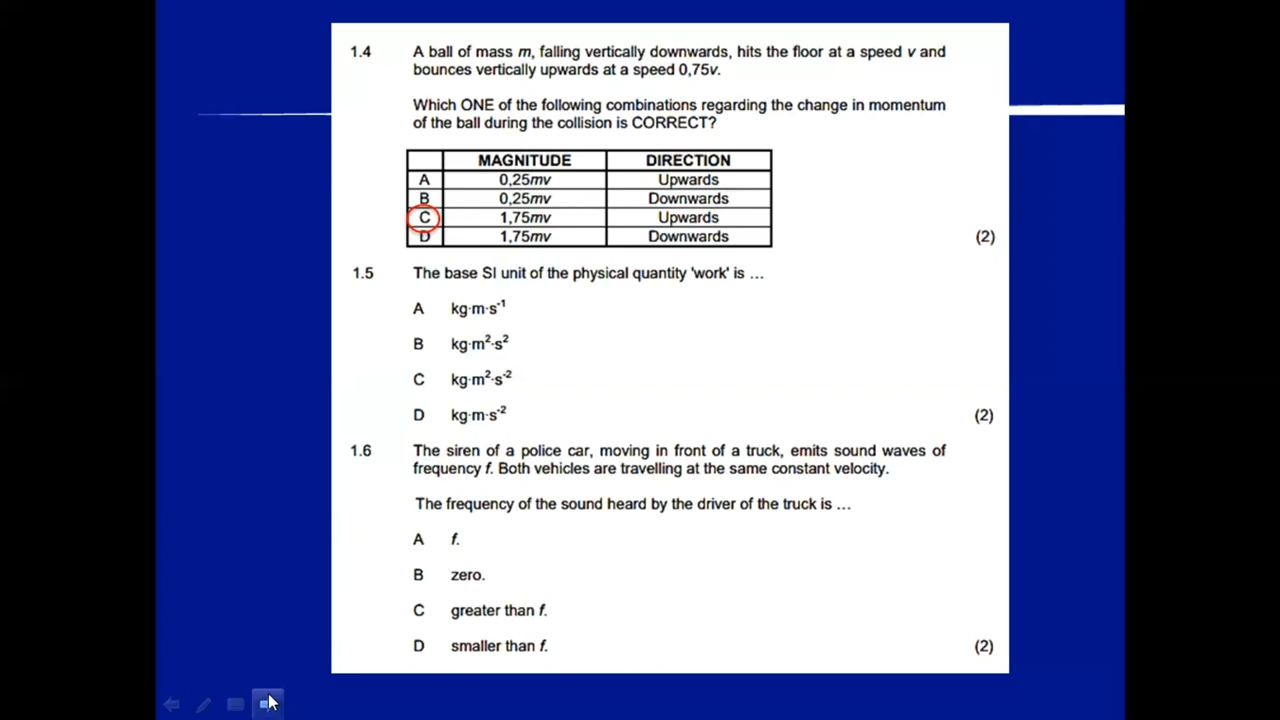 1.4 A ball of mass m, falling vertically downwards, hits the floor at a speed v and
bounces vertically upwards at a speed 0,75v.
Which ONE of the following combinations regarding the change in momentum
of the ball during the collision is CORRECT?
MAGNITUDE DIRECTION
A 0,25mv Upwards
B 0,25mv Downwards
C 1,75mv Upwards
D 1,75mv Downwards
(2)
1.5 The base SI unit of the physical quantity 'work' is ...
A kg·m·s⁻¹
B kg·m²·s²
C kg·m²·s⁻²
D kg·m·s⁻²
(2)
1.6 The siren of a police car, moving in front of a truck, emits sound waves of
frequency f. Both vehicles are travelling at the same constant velocity.
The frequency of the sound heard by the driver of the truck is ...
A f.
B zero.
C greater than f.
D smaller than f.
(2)